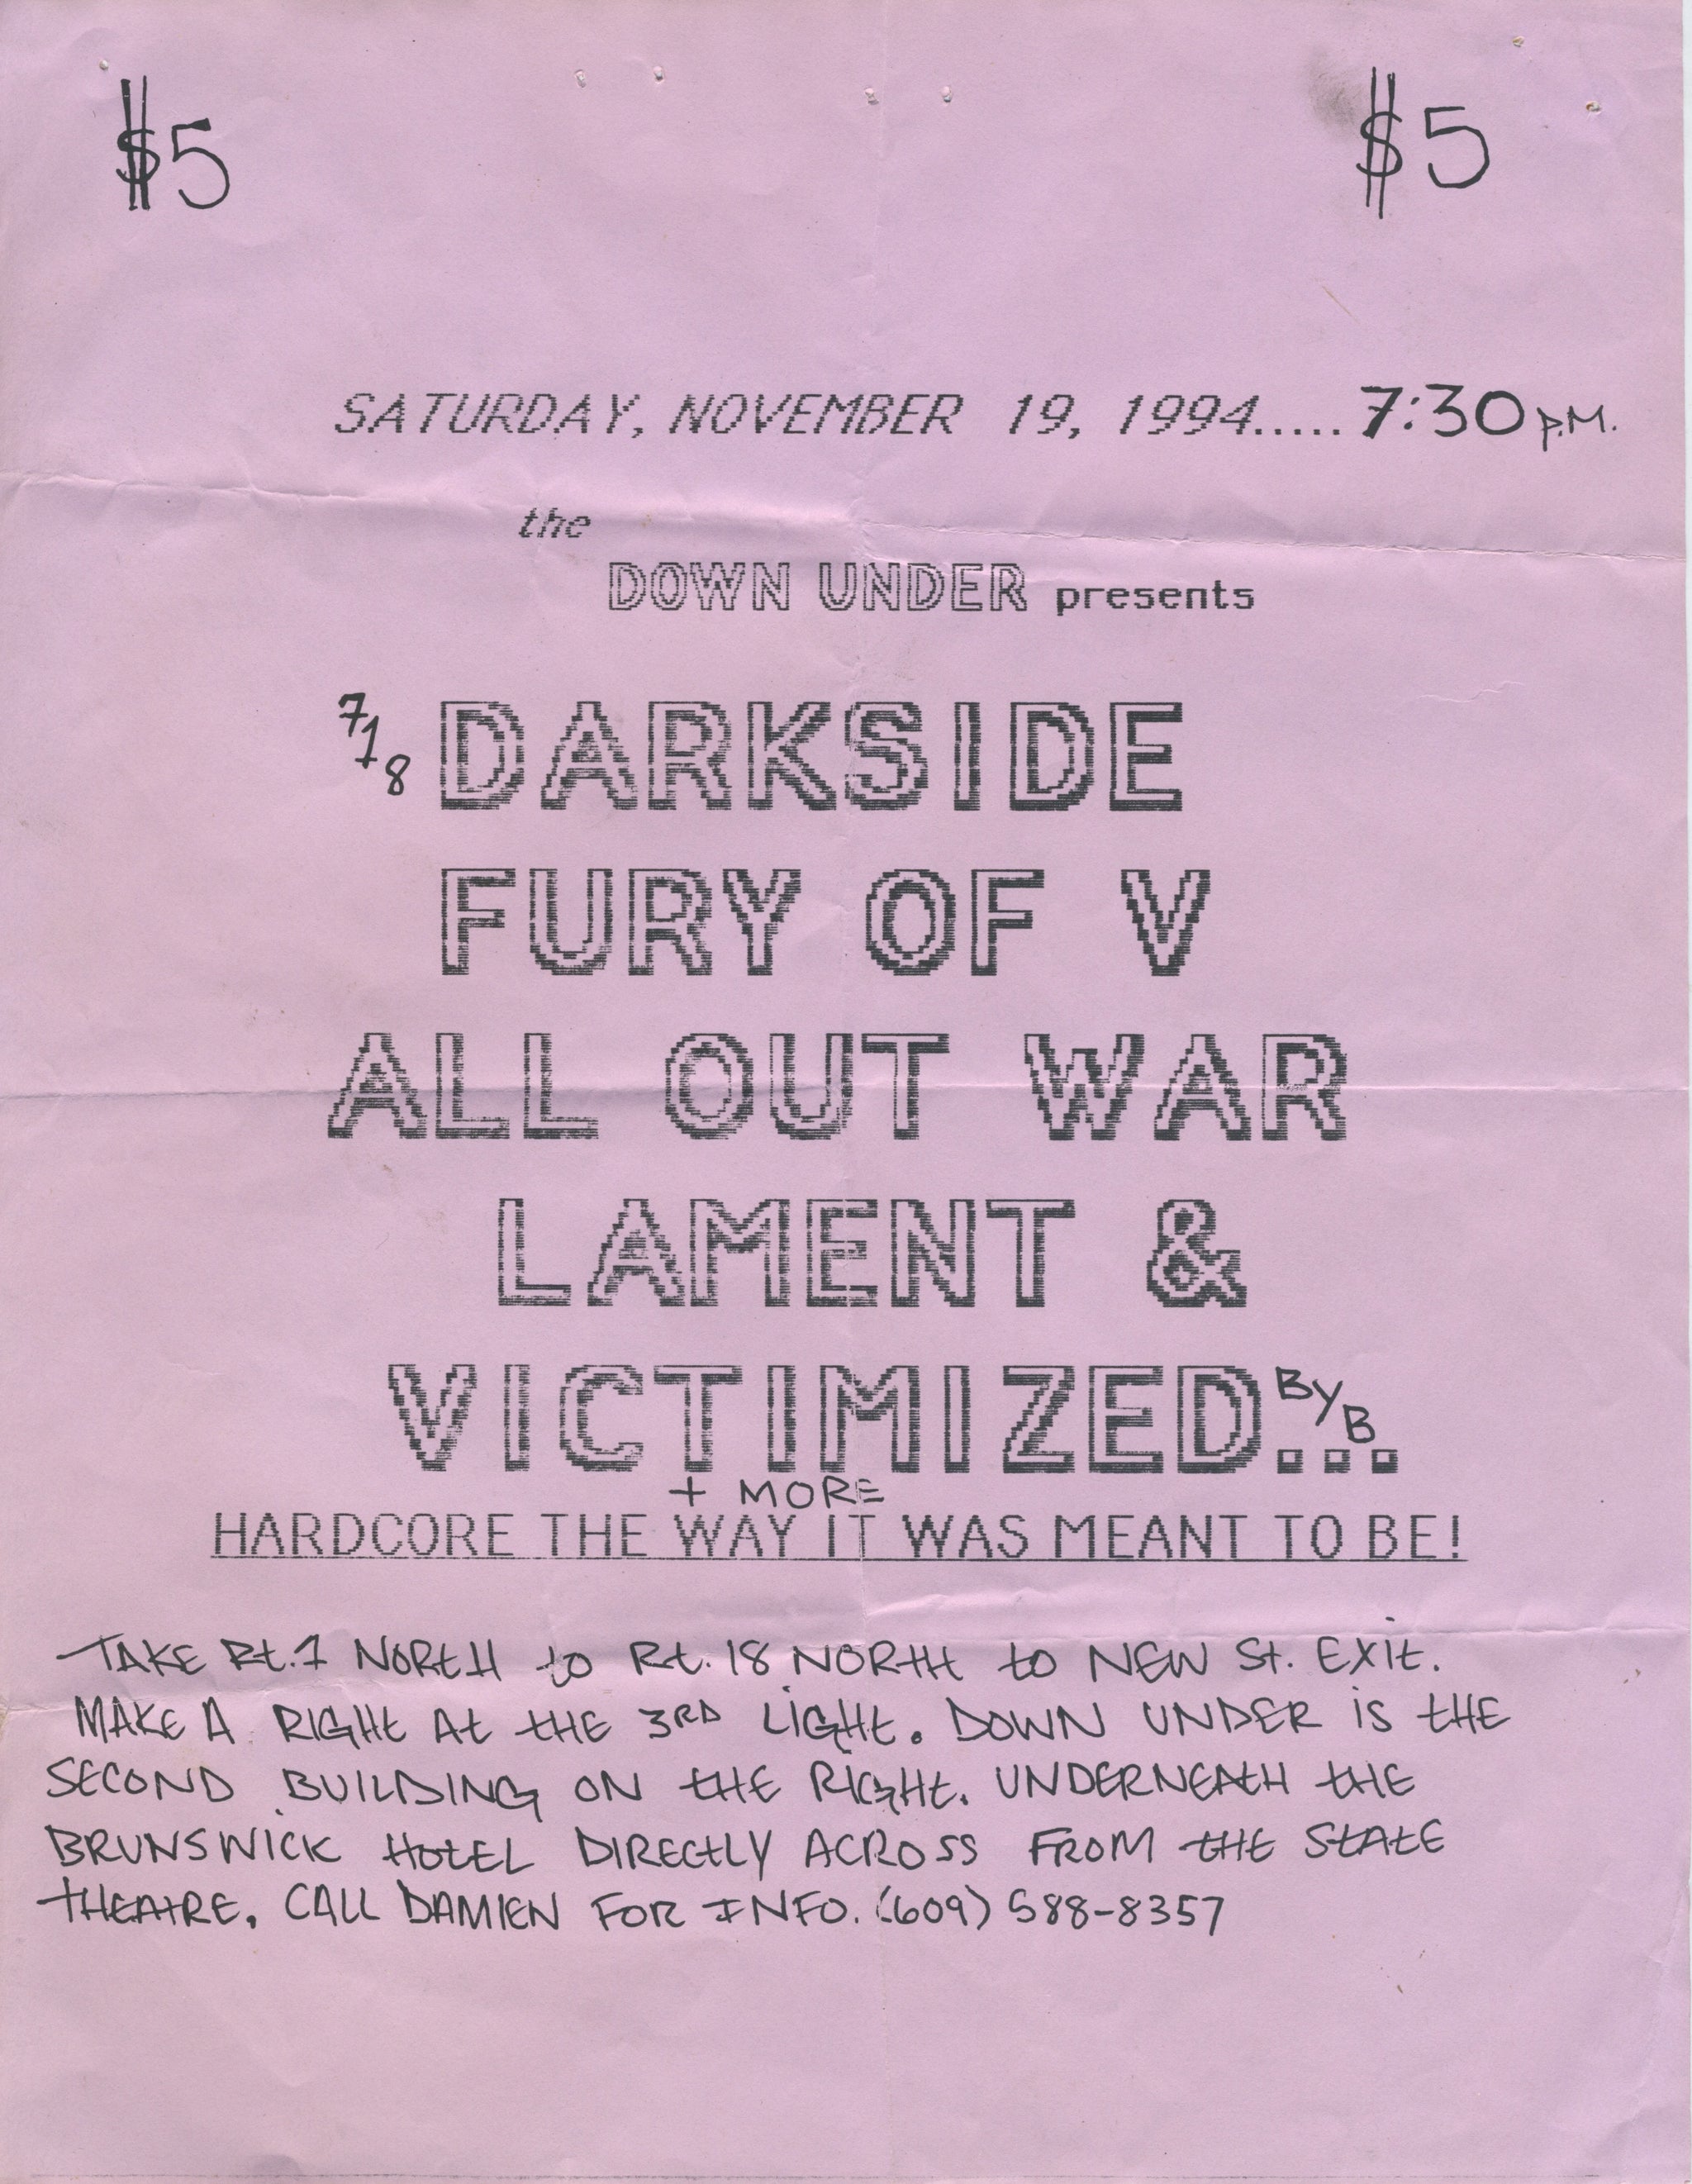 $5 $5
SATURDAY, NOVEMBER 19, 1994..... 7:30 P.M.
the
DOWN UNDER presents
718 DARKSIDE
FURY OF V
ALL OUT WAR
LAMENT &
VICTIMIZED... By B
+ MORE
HARDCORE THE WAY IT WAS MEANT TO BE!
TAKE Rt. 1 NORTH to Rt. 18 NORTH to NEW St. EXit.
MAKE A RIGHt At tHE 3RD LiGHt. DOWN UNDER iS tHE
SECOND BUILDING ON tHE RIGHt. UNDERNEAtH tHE
BRUNSWICK HOtEL DIRECtLY ACROSS FROM tHE StAtE
tHEAtRE. CALL DAMIEN FOR INFO. (609) 588-8357